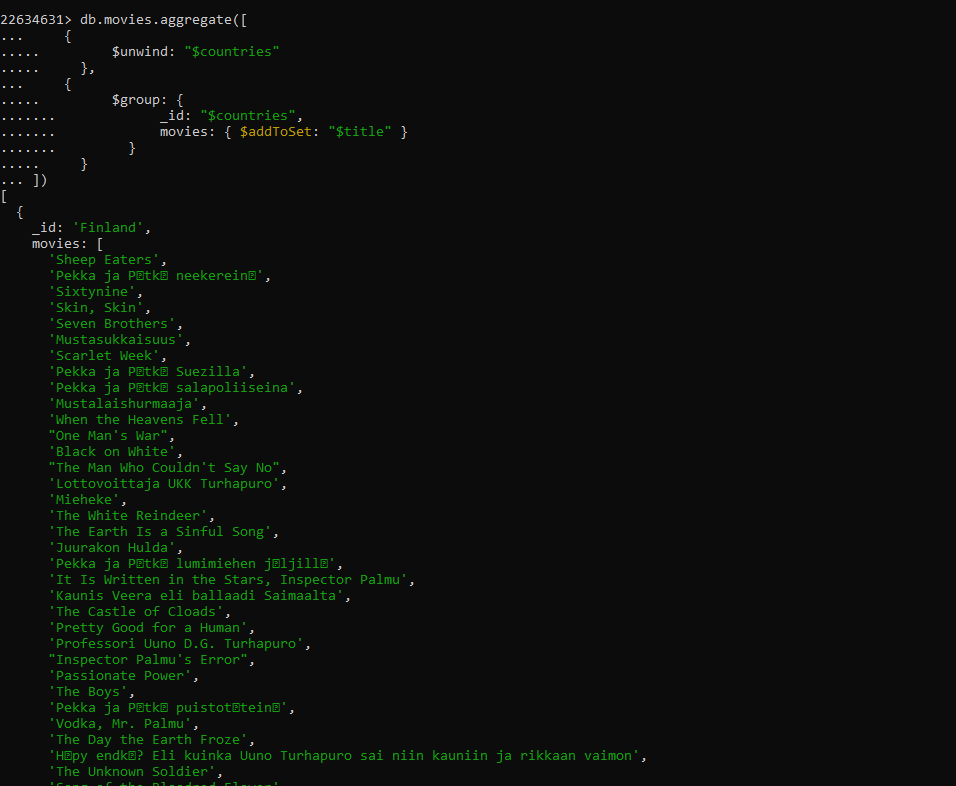 22634631> db.movies.aggregate([
...     {
.....         $unwind: "$countries"
.....     },
...     {
.....         $group: {
.......             _id: "$countries",
.......             movies: { $addToSet: "$title" }
.......         }
.....     }
... ])
[
  {
    _id: 'Finland',
    movies: [
      'Sheep Eaters',
      'Pekka ja P�tk� neekerein�',
      'Sixtynine',
      'Skin, Skin',
      'Seven Brothers',
      'Mustasukkaisuus',
      'Scarlet Week',
      'Pekka ja P�tk� Suezilla',
      'Pekka ja P�tk� salapoliiseina',
      'Mustalaishurmaaja',
      'When the Heavens Fell',
      "One Man's War",
      'Black on White',
      "The Man Who Couldn't Say No",
      'Lottovoittaja UKK Turhapuro',
      'Mieheke',
      'The White Reindeer',
      'The Earth Is a Sinful Song',
      'Juurakon Hulda',
      'Pekka ja P�tk� lumimiehen j�ljill�',
      'It Is Written in the Stars, Inspector Palmu',
      'Kaunis Veera eli ballaadi Saimaalta',
      'The Castle of Cloads',
      'Pretty Good for a Human',
      'Professori Uuno D.G. Turhapuro',
      "Inspector Palmu's Error",
      'Passionate Power',
      'The Boys',
      'Pekka ja P�tk� puistot�tein�',
      'Vodka, Mr. Palmu',
      'The Day the Earth Froze',
      'H�py endk�? Eli kuinka Uuno Turhapuro sai niin kauniin ja rikkaan vaimon',
      'The Unknown Soldier',